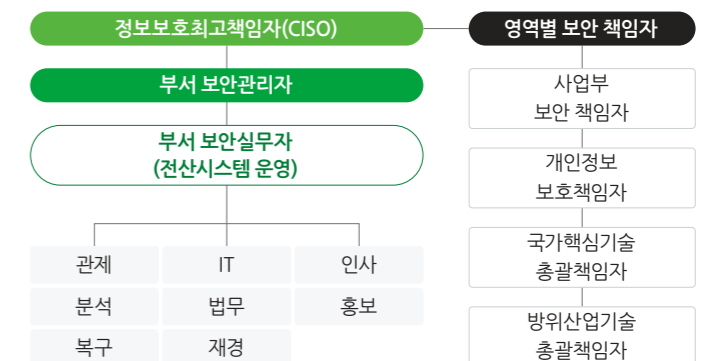 정보보호최고책임자(CISO)
영역별 보안 책임자
부서 보안관리자
부서 보안실무자
(전산시스템 운영)
관제
IT
인사
분석
법무
홍보
복구
재경
사업부
보안 책임자
개인정보
보호책임자
국가핵심기술
총괄책임자
방위산업기술
총괄책임자